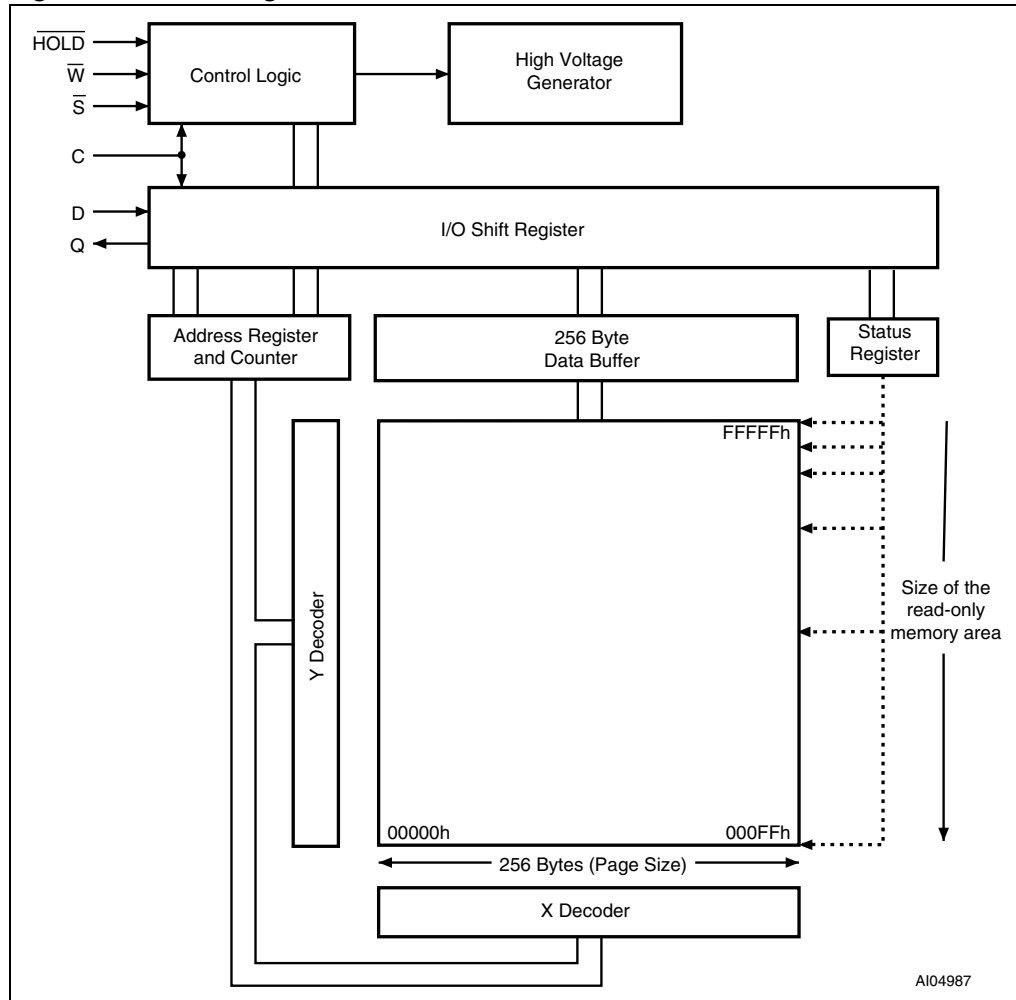 HOLD
W
S
C
D
Q
Control Logic
High Voltage
Generator
I/O Shift Register
Address Register
and Counter
256 Byte
Data Buffer
Status
Register
FFFFFh
Y Decoder
Size of the
read-only
memory area
00000h
000FFh
256 Bytes (Page Size)
X Decoder
AI04987